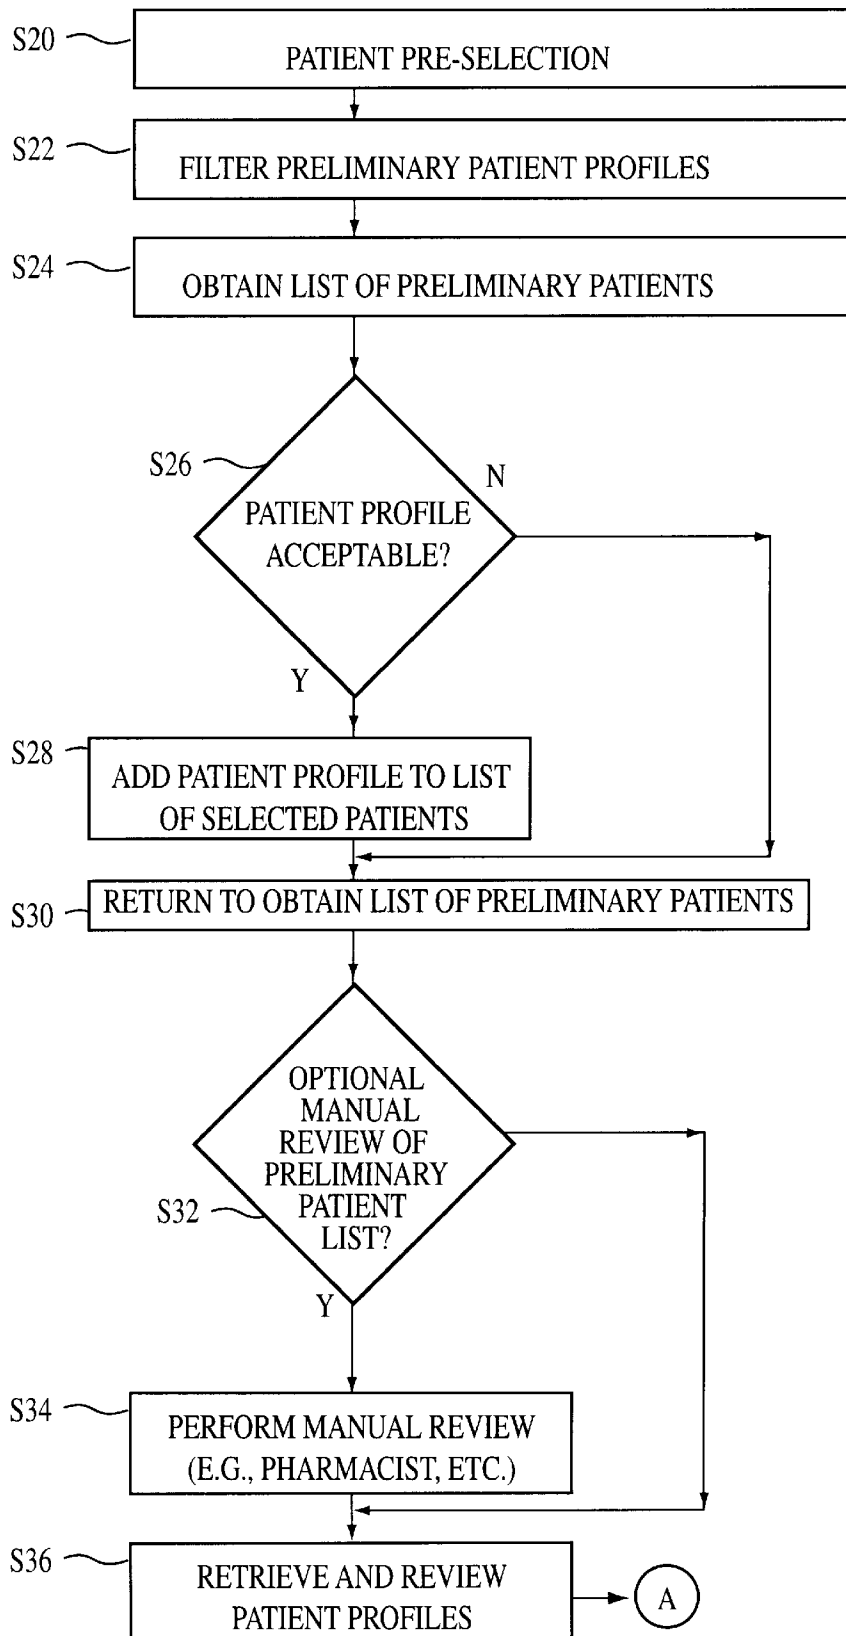 S20
PATIENT PRE-SELECTION
S22
FILTER PRELIMINARY PATIENT PROFILES
S24
OBTAIN LIST OF PRELIMINARY PATIENTS
S26
N
PATIENT PROFILE
ACCEPTABLE?
Y
S28
ADD PATIENT PROFILE TO LIST
OF SELECTED PATIENTS
S30
RETURN TO OBTAIN LIST OF PRELIMINARY PATIENTS
OPTIONAL
MANUAL
REVIEW OF
PRELIMINARY
PATIENT
LIST?
S32
Y
S34
PERFORM MANUAL REVIEW
(E.G., PHARMACIST, ETC.)
S36
RETRIEVE AND REVIEW
PATIENT PROFILES
A